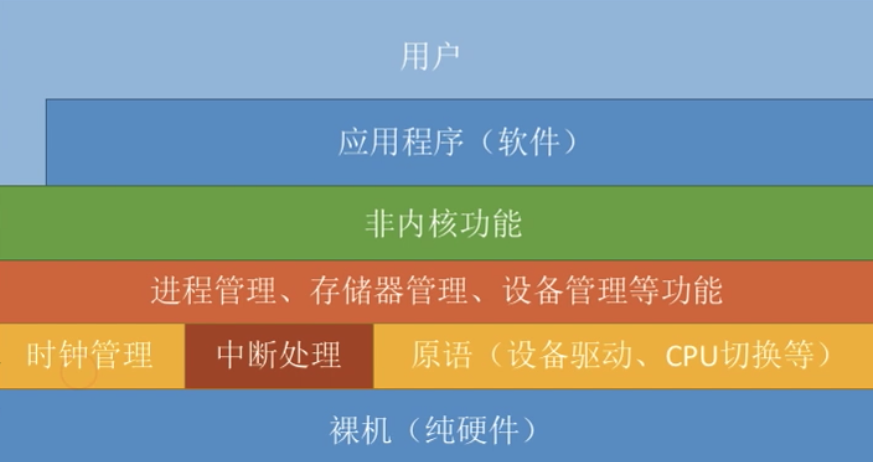 用户
应用程序（软件）
非内核功能
进程管理、存储器管理、设备管理等功能
时钟管理 中断处理 原语（设备驱动、CPU切换等）
裸机（纯硬件）